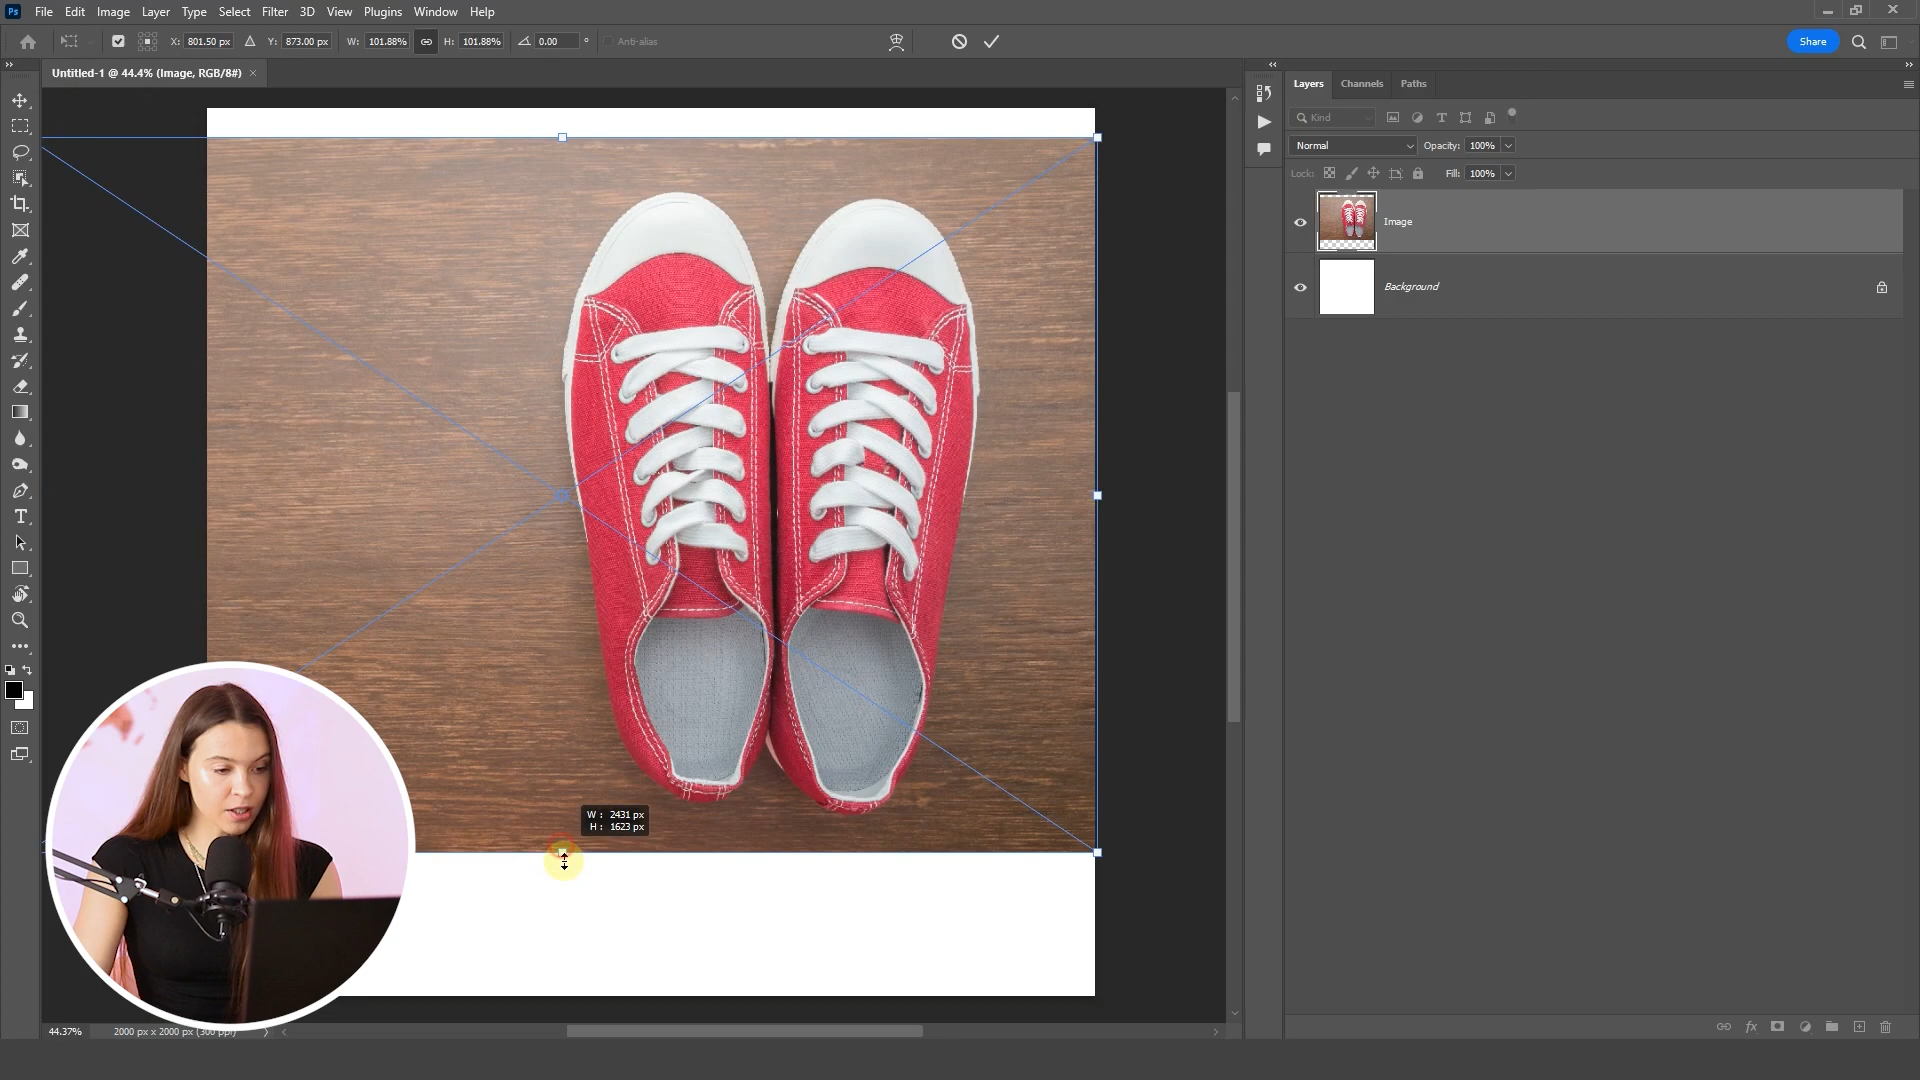 Ps File Edit Image Layer Type Select Filter 3D View Plugins Window Help
X: 801.50 px Y: 873.00 px W: 101.88% H: 101.88% 0.00 ° Anti-alias Share
Untitled-1 @ 44.4% (Image, RGB/8#) ×
Layers Channels Paths
Kind
Normal Opacity: 100%
Lock: Fill: 100%
Image
Background
W : 2431 px
H : 1623 px
44.37% 2000 px x 2000 px (300 ppi)